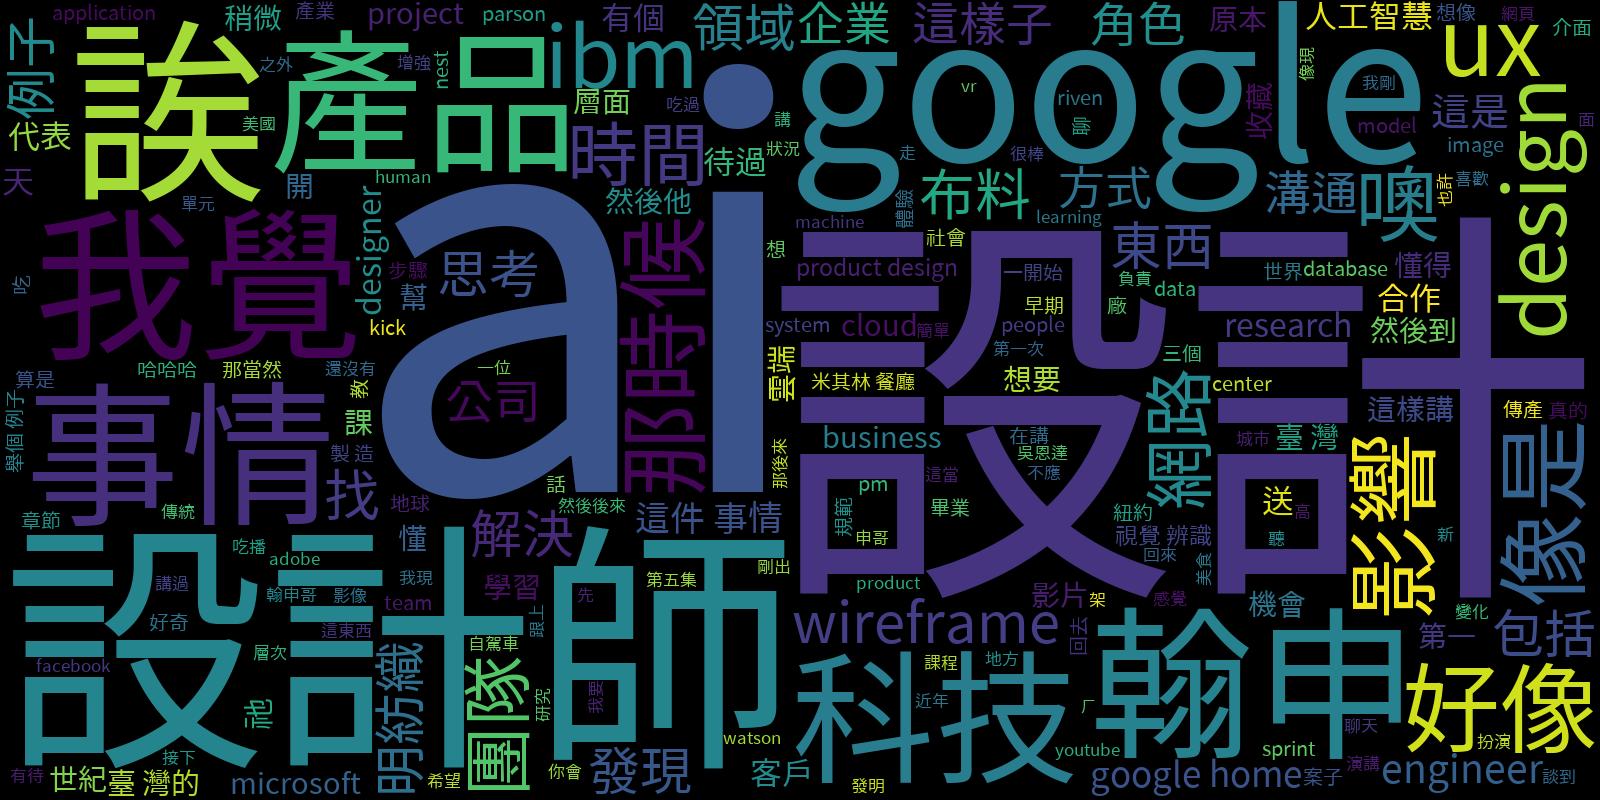 application
產業
稍微
project
parson
有個
領域
企業
這樣子
角色
原本
人工智慧
想像
網頁
介面
例子
誒
產品
之外
增強
nest
ibm
google
ux
像現
我剛
vr
riven
聊
收藏
model
這是
image
面
design
代表
美國
層面
吃過
講
時間
待過
狀況
走
很棒
天
單元
開
human
然後他
布料
方式
溝通
噢
也許
喜歡
體驗
learning
machine
我覺
designer
步驟
幫
思考
kick
ai
那時候
想
社會
product design
一開始
早期
東西
負責
data
廠
世界
database
懂得
合作
然後到
吃
system
cloud
簡單
people
第一次
research
設計
哈哈哈
那當然
還沒有
算是
教
一位
公司
雲端
米其林 餐廳
想要
三個
center
網路
這樣講
傳產
真的
舉個 例子
事情
課
製 造
找
business
在講
吳恩達
不應
城市
臺 灣
影響
像是
那後來
話
然後後來
地球
傳統
章節
懂
解決
這件 事情
pm
規範
申哥
這當
畢業
紐約
視覺 辨識
回來
美食
送
高
聽
新
設計師
吃播
adobe
講過
翰申哥
影像
我現
team
學習
第五集
剛出
先
product
影片
架
感覺
機會
變化
好奇
這東西
跟上
自駕車
wireframe
回去
第一
包括
facebook
層次
明紡織
團隊
研究
我要
科技
課程
地方
近年
翰申
好像
祂
厂
聊天
扮演
接下
watson
youtube
sprint
有待
世紀
臺 灣的
microsoft
希望
你會
發現
客戶
發明
google home
案子
演講
engineer
談到